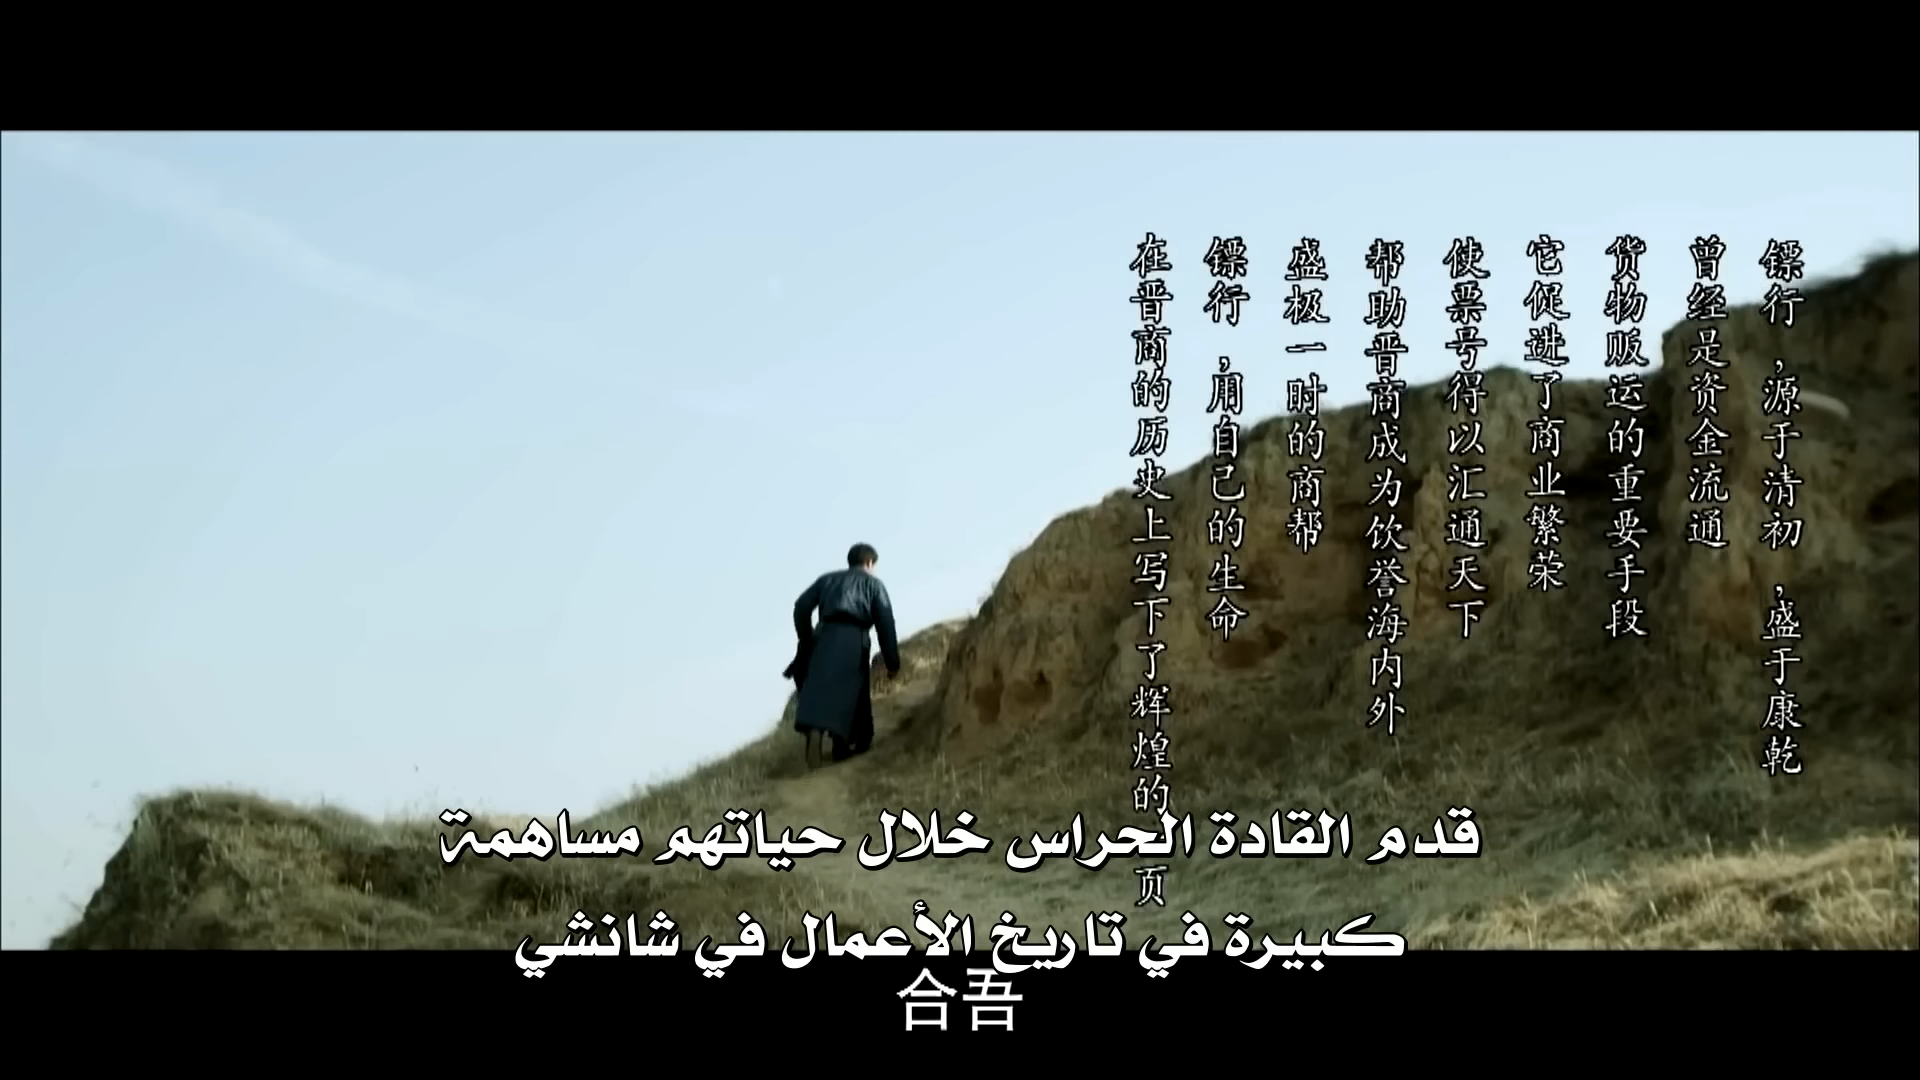 镖行，源于清初，盛于康乾
曾经是资金流通
货物贩运的重要手段
它促进了商业繁荣
使票号得以汇通天下
帮助晋商成为饮誉海内外
盛极一时的商帮
镖行，用自己的生命
在晋商的历史上写下了辉煌的页
قدم القادة الحراس خلال حياتهم مساهمة
كبيرة في تاريخ الأعمال في شانشي
合吾